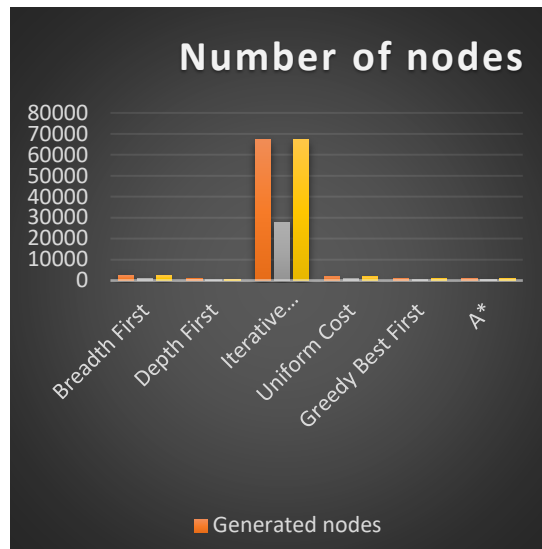 Number of nodes
80000
70000
60000
50000
40000
30000
20000
10000
0
Breadth First
Depth First
Iterative...
Uniform Cost
Greedy Best First
A*
Generated nodes